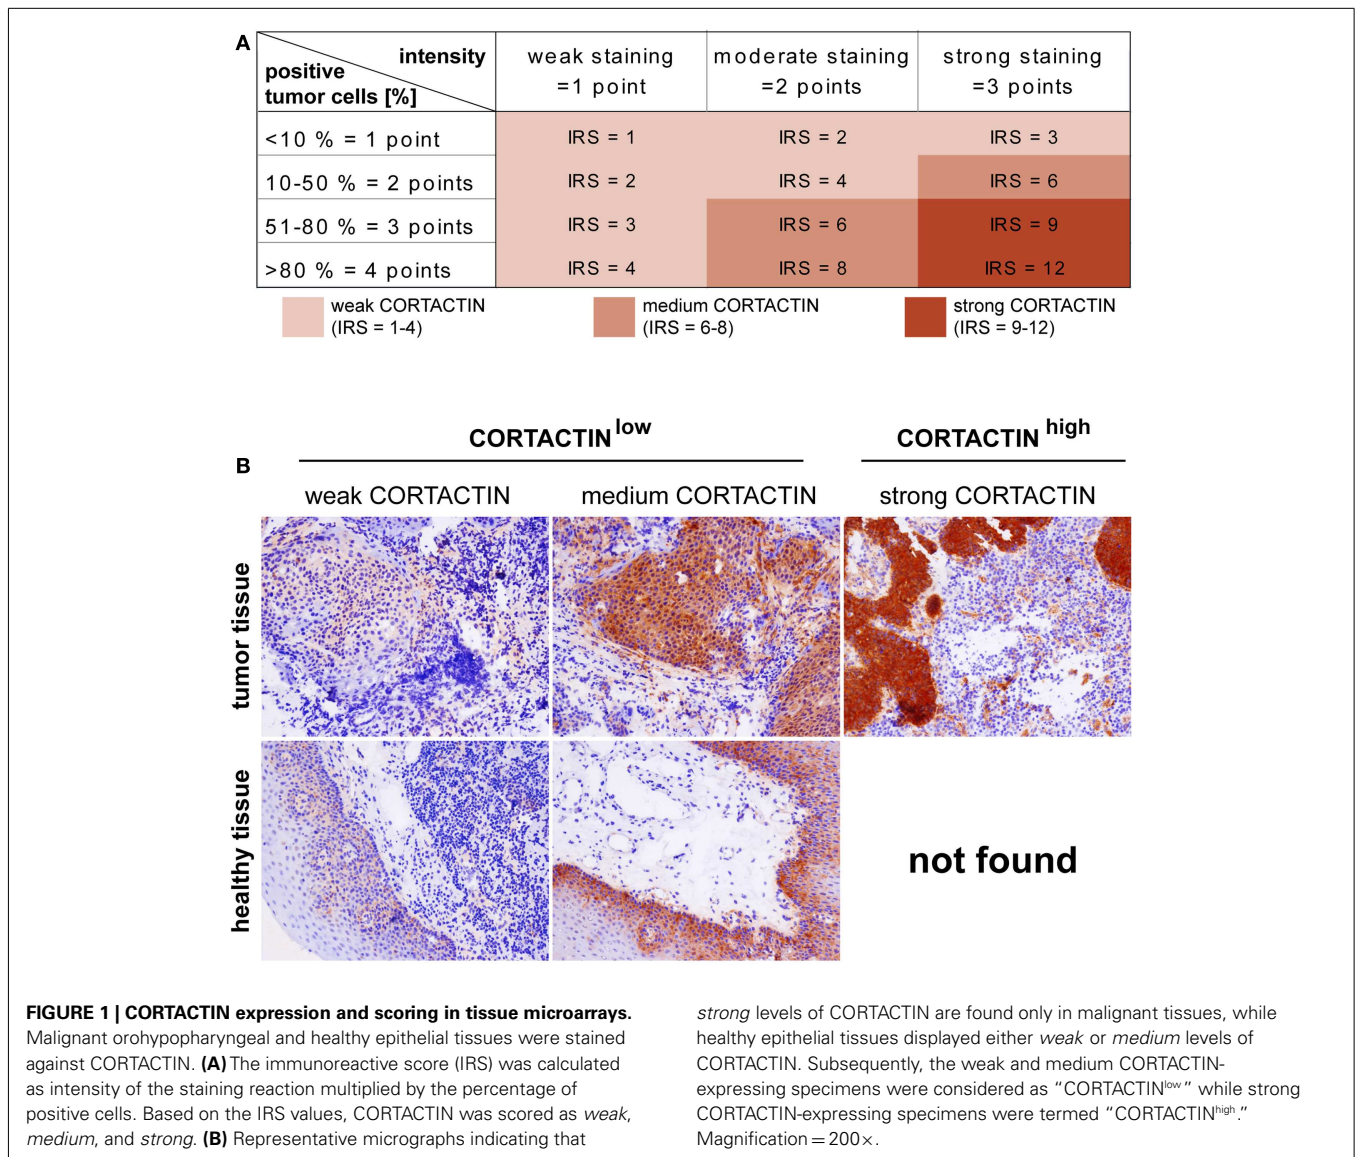 A
intensity
positive
tumor cells [%]
weak staining
=1 point
moderate staining
=2 points
strong staining
=3 points
<10 % = 1 point
IRS = 1
IRS = 2
IRS = 3
10-50 % = 2 points
IRS = 2
IRS = 4
IRS = 6
51-80 % = 3 points
IRS = 3
IRS = 6
IRS = 9
>80 % = 4 points
IRS = 4
IRS = 8
IRS = 12
weak CORTACTIN
(IRS = 1-4)
medium CORTACTIN
(IRS = 6-8)
strong CORTACTIN
(IRS = 9-12)
B
CORTACTIN low
CORTACTIN high
weak CORTACTIN
medium CORTACTIN
strong CORTACTIN
tumor tissue
healthy tissue
not found
FIGURE 1 | CORTACTIN expression and scoring in tissue microarrays.
Malignant orohypopharyngeal and healthy epithelial tissues were stained
against CORTACTIN. (A) The immunoreactive score (IRS) was calculated
as intensity of the staining reaction multiplied by the percentage of
positive cells. Based on the IRS values, CORTACTIN was scored as weak,
medium, and strong. (B) Representative micrographs indicating that
strong levels of CORTACTIN are found only in malignant tissues, while
healthy epithelial tissues displayed either weak or medium levels of
CORTACTIN. Subsequently, the weak and medium CORTACTIN-
expressing specimens were considered as “CORTACTINlow” while strong
CORTACTIN-expressing specimens were termed “CORTACTINhigh.”
Magnification = 200×.